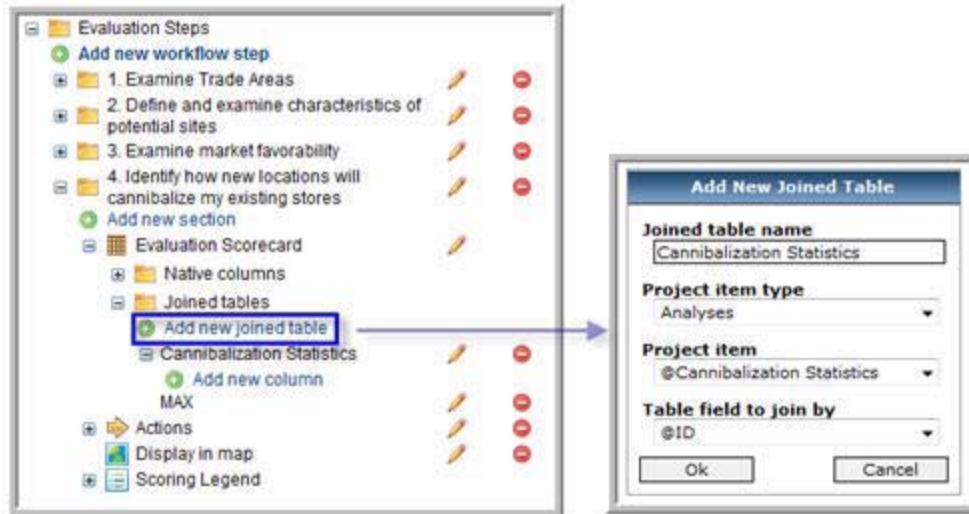 Evaluation Steps
Add new workflow step
1. Examine Trade Areas
2. Define and examine characteristics of
potential sites
3. Examine market favorability
4. Identify how new locations will
cannibalize my existing stores
Add new section
Evaluation Scorecard
Native columns
Joined tables
Add new joined table
Cannibalization Statistics
Add new column
MAX
Actions
Display in map
Scoring Legend
Add New Joined Table
Joined table name
Cannibalization Statistics
Project item type
Analyses
Project item
@Cannibalization Statistics
Table field to join by
@ID
Ok
Cancel